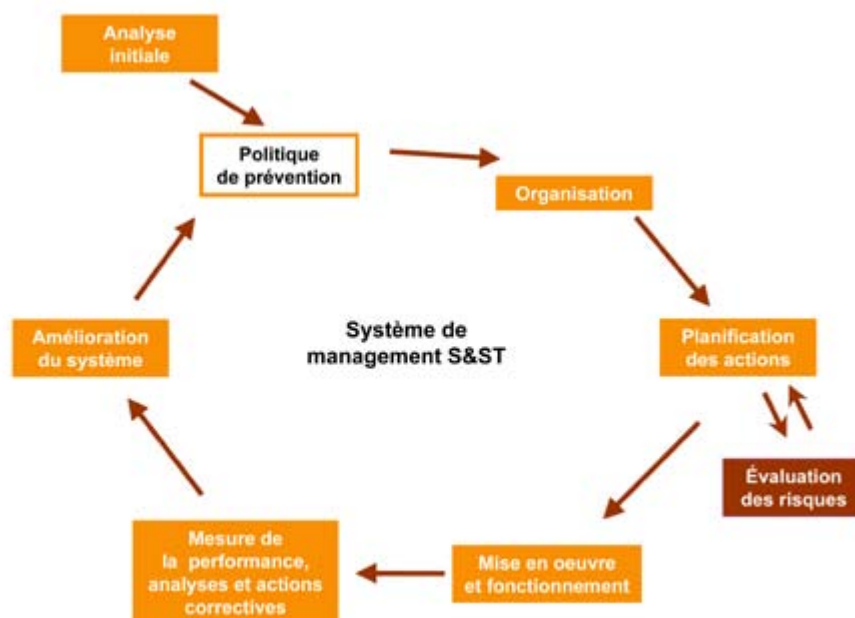 Analyse
initiale
Politique
de prévention
Organisation
Planification
des actions
Évaluation
des risques
Mise en oeuvre
et fonctionnement
Mesure de
la performance,
analyses et actions
correctives
Amélioration
du système
Système de
management S&ST